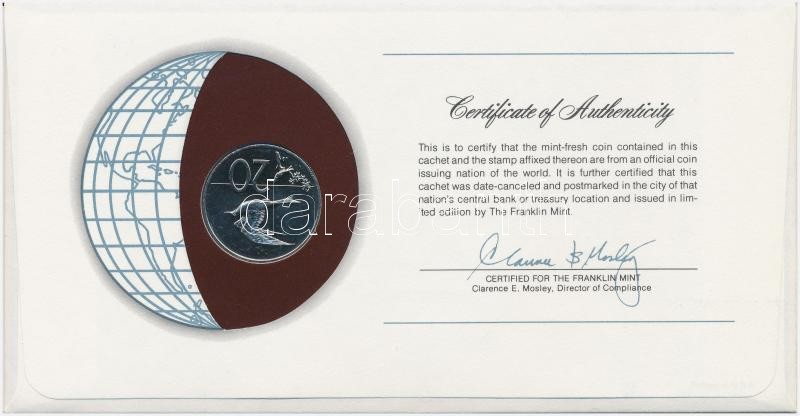 Certificate of Authenticity
This is to certify that the mint-fresh coin contained in this
cachet and the stamp affixed thereon are from an official coin
issuing nation of the world. It is further certified that this
cachet was date-canceled and postmarked in the city of that
nation's central bank or treasury location and issued in lim-
ited edition by The Franklin Mint.
20
darabanth
Clarence E Mosley
CERTIFIED FOR THE FRANKLIN MINT
Clarence E. Mosley, Director of Compliance